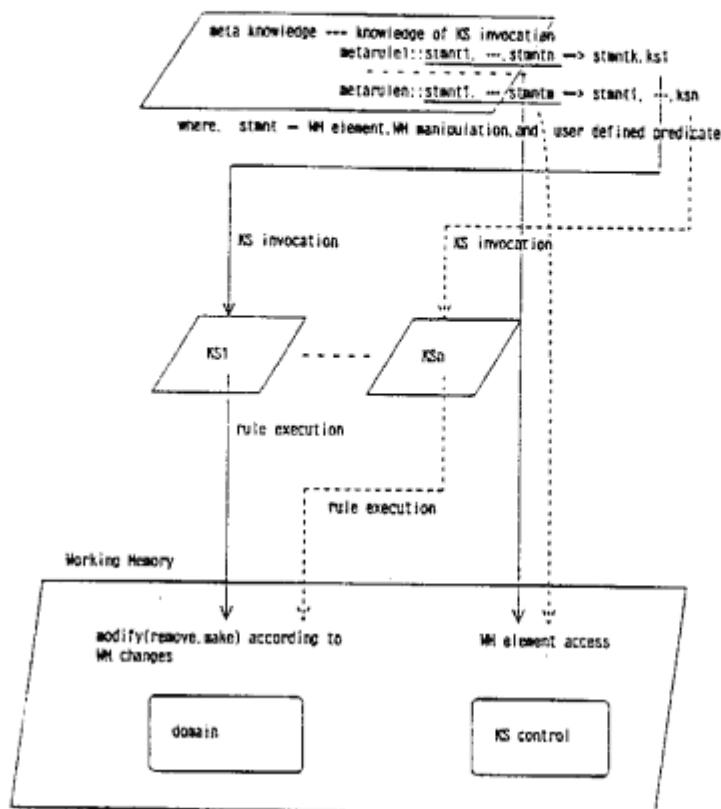 meta knowledge --- knowledge of KS invocation
metarule1::stmnt1, ---,stmntn —> stmntk,ks1
metarulen::stmnt1, ---,stmntm —> stmntl, --,ksn
where, stmnt — WM element,WM manipulation,and user defined predicate
KS invocation
KS invocation
KS1
KSn
rule execution
rule execution
Working Memory
modify(remove,make) according to
WM changes
WM element access
domain
KS control